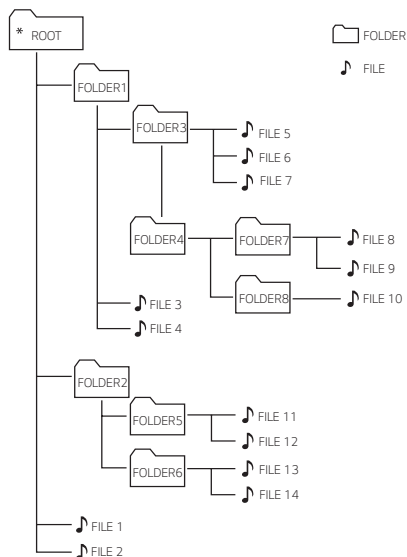 * ROOT
FOLDER
FILE
FOLDER1
FOLDER3
FILE 5
FILE 6
FILE 7
FOLDER4
FOLDER7
FILE 8
FILE 9
FOLDER8
FILE 10
FILE 3
FILE 4
FOLDER2
FOLDER5
FILE 11
FILE 12
FOLDER6
FILE 13
FILE 14
FILE 1
FILE 2